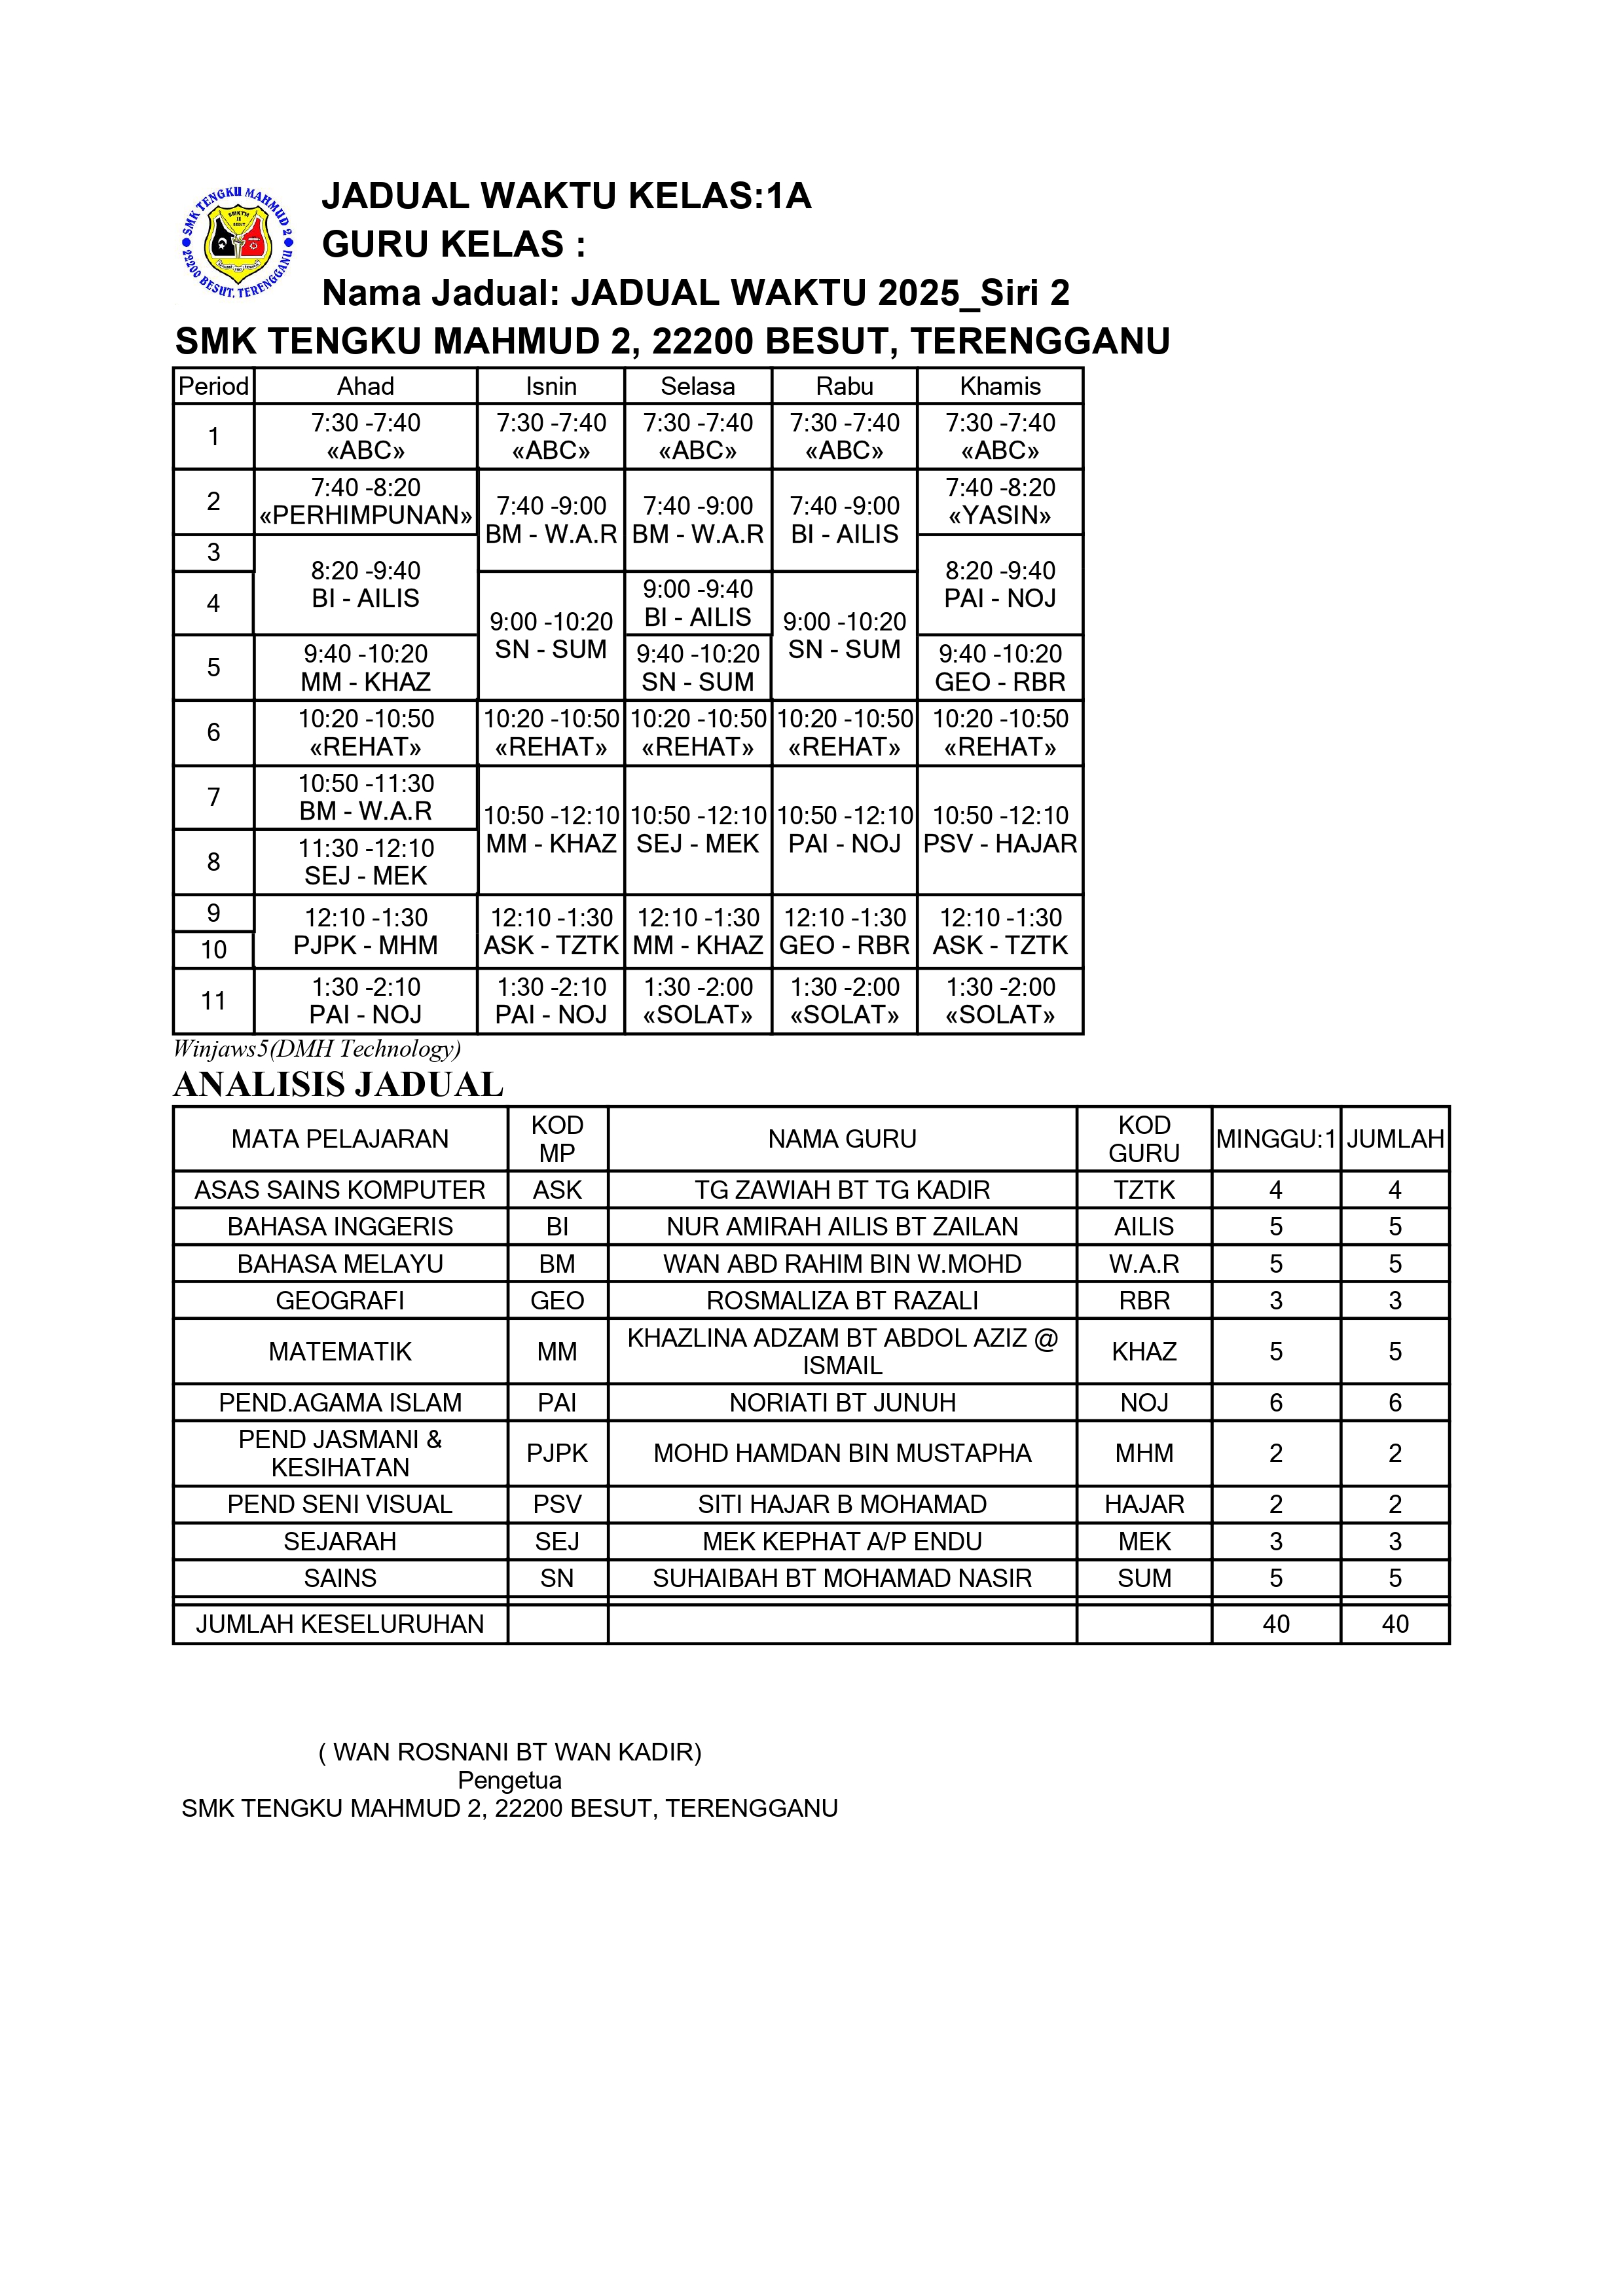 SMK TENGKU MAHMUD 2
22200 BESUT, TERENGGANU
JADUAL WAKTU KELAS:1A
GURU KELAS :
Nama Jadual: JADUAL WAKTU 2025_Siri 2
SMK TENGKU MAHMUD 2, 22200 BESUT, TERENGGANU
Period Ahad Isnin Selasa Rabu Khamis
1
7:30 -7:40 7:30 -7:40 7:30 -7:40 7:30 -7:40 7:30 -7:40
«ABC» «ABC» «ABC» «ABC» «ABC»
2
7:40 -8:20
«PERHIMPUNAN»
7:40 -9:00
BM - W.A.R
7:40 -9:00
BM - W.A.R
7:40 -9:00
BI - AILIS
7:40 -8:20
«YASIN»
3
8:20 -9:40
BI - AILIS
8:20 -9:40
PAI - NOJ
4
9:00 -10:20
SN - SUM
9:00 -9:40
BI - AILIS
9:00 -10:20
SN - SUM
5
9:40 -10:20
MM - KHAZ
9:40 -10:20
SN - SUM
9:40 -10:20
GEO - RBR
6
10:20 -10:50 10:20 -10:50 10:20 -10:50 10:20 -10:50 10:20 -10:50
«REHAT» «REHAT» «REHAT» «REHAT» «REHAT»
7
10:50 -11:30
BM - W.A.R
10:50 -12:10
MM - KHAZ
10:50 -12:10
SEJ - MEK
10:50 -12:10
PAI - NOJ
10:50 -12:10
PSV - HAJAR
8
11:30 -12:10
SEJ - MEK
9
12:10 -1:30 12:10 -1:30 12:10 -1:30 12:10 -1:30 12:10 -1:30
PJPK - MHM ASK - TZTK MM - KHAZ GEO - RBR ASK - TZTK
10
11
1:30 -2:10 1:30 -2:10 1:30 -2:00 1:30 -2:00 1:30 -2:00
PAI - NOJ PAI - NOJ «SOLAT» «SOLAT» «SOLAT»
Winjaws5(DMH Technology)
ANALISIS JADUAL
MATA PELAJARAN KOD MP NAMA GURU KOD GURU MINGGU:1 JUMLAH
ASAS SAINS KOMPUTER ASK TG ZAWIAH BT TG KADIR TZTK 4 4
BAHASA INGGERIS BI NUR AMIRAH AILIS BT ZAILAN AILIS 5 5
BAHASA MELAYU BM WAN ABD RAHIM BIN W.MOHD W.A.R 5 5
GEOGRAFI GEO ROSMALIZA BT RAZALI RBR 3 3
MATEMATIK MM KHAZLINA ADZAM BT ABDOL AZIZ @ ISMAIL KHAZ 5 5
PEND.AGAMA ISLAM PAI NORIATI BT JUNUH NOJ 6 6
PEND JASMANI & KESIHATAN PJPK MOHD HAMDAN BIN MUSTAPHA MHM 2 2
PEND SENI VISUAL PSV SITI HAJAR B MOHAMAD HAJAR 2 2
SEJARAH SEJ MEK KEPHAT A/P ENDU MEK 3 3
SAINS SN SUHAIBAH BT MOHAMAD NASIR SUM 5 5
JUMLAH KESELURUHAN 40 40
( WAN ROSNANI BT WAN KADIR)
Pengetua
SMK TENGKU MAHMUD 2, 22200 BESUT, TERENGGANU